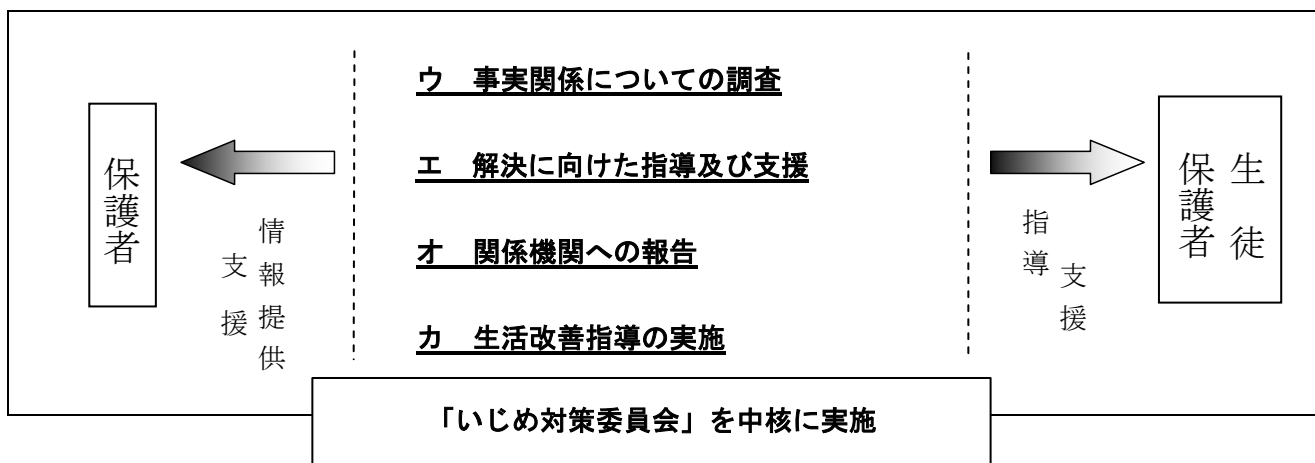 保護者
情報提供
支援
ウ 事実関係についての調査
エ 解決に向けた指導及び支援
オ 関係機関への報告
カ 生活改善指導の実施
指導
支援
生徒
保護者
「いじめ対策委員会」を中核に実施